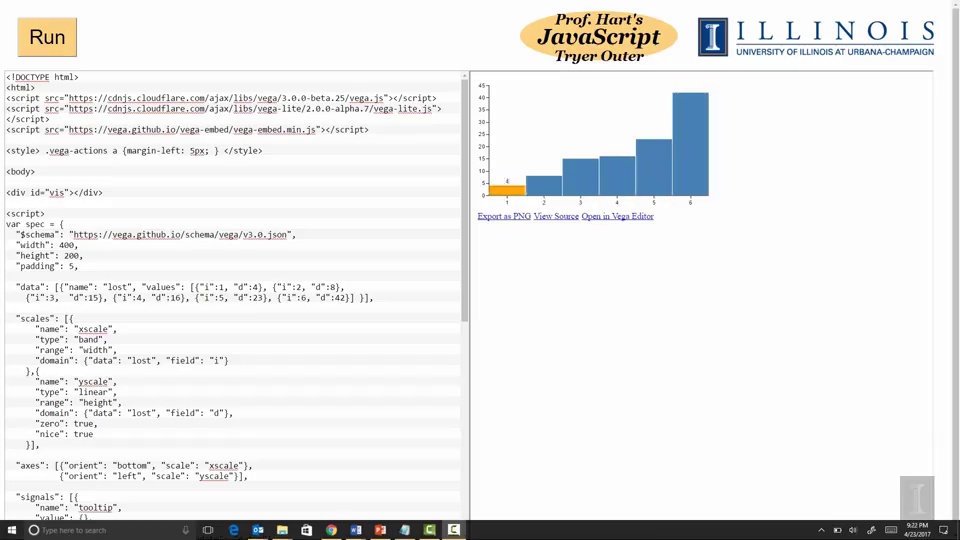 Run
Prof. Hart's
JavaScript
Tryer Outer
I ILLINOIS
UNIVERSITY OF ILLINOIS AT URBANA-CHAMPAIGN
<!DOCTYPE html>
<html>
<script src="https://cdnjs.cloudflare.com/ajax/libs/vega/3.0.0-beta.25/vega.js"></script>
<script src="https://cdnjs.cloudflare.com/ajax/libs/vega-lite/2.0.0-alpha.7/vega-lite.js">
</script>
<script src="https://vega.github.io/vega-embed/vega-embed.min.js"></script>
<style> .vega-actions a {margin-left: 5px; } </style>
<body>
<div id="vis"></div>
<script>
var spec = {
"$schema": "https://vega.github.io/schema/vega/v3.0.json",
"width": 400,
"height": 200,
"padding": 5,
"data": [{"name": "lost", "values": [{"i":1, "d":4}, {"i":2, "d":8},
{"i":3, "d":15}, {"i":4, "d":16}, {"i":5, "d":23}, {"i":6, "d":42}] }],
"scales": [{
"name": "xscale",
"type": "band",
"range": "width",
"domain": {"data": "lost", "field": "i"}
},{
"name": "yscale",
"type": "linear",
"range": "height",
"domain": {"data": "lost", "field": "d"},
"zero": true,
"nice": true
}],
"axes": [{"orient": "bottom", "scale": "xscale"},
{"orient": "left", "scale": "yscale"}],
"signals": [{
"name": "tooltip",
"value": {},
45
40
35
30
25
20
15
10
5
0
4
1 2 3 4 5 6
Export as PNG View Source Open in Vega Editor
Type here to search
9:22 PM
4/23/2017